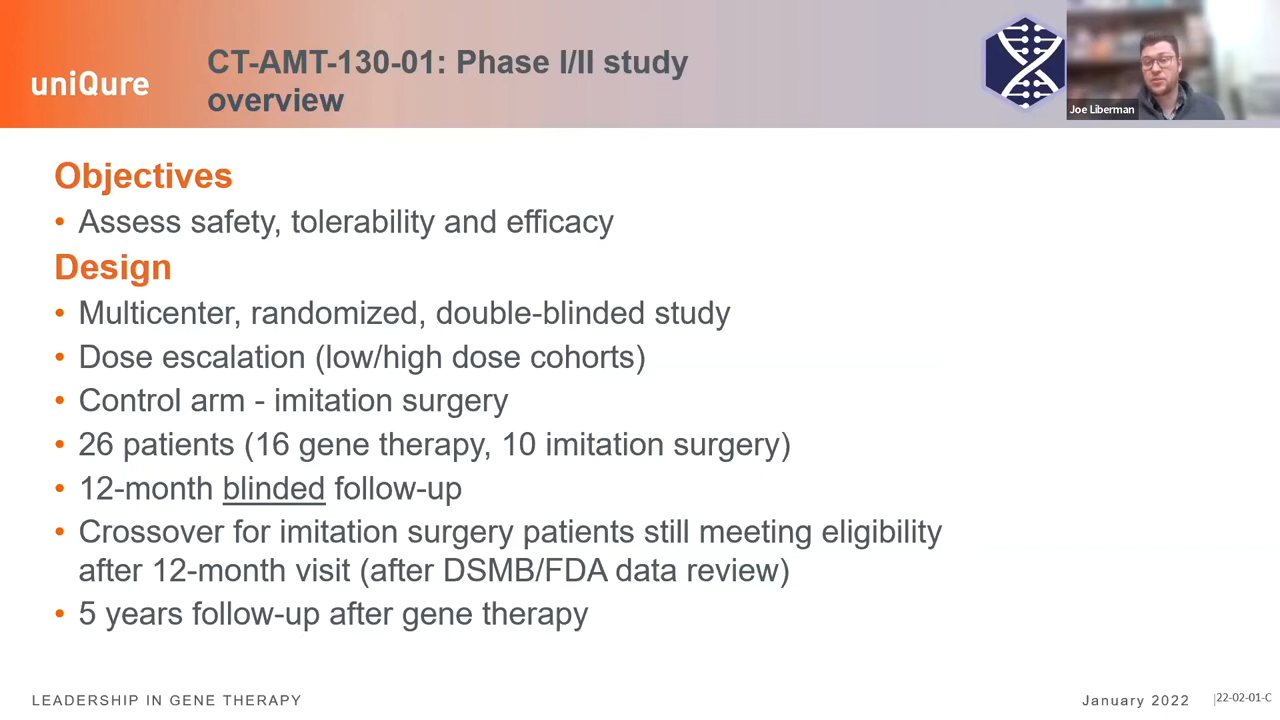 uniQure
CT-AMT-130-01: Phase I/II study
overview
Joe Liberman
Objectives
• Assess safety, tolerability and efficacy
Design
• Multicenter, randomized, double-blinded study
• Dose escalation (low/high dose cohorts)
• Control arm - imitation surgery
• 26 patients (16 gene therapy, 10 imitation surgery)
• 12-month blinded follow-up
• Crossover for imitation surgery patients still meeting eligibility
after 12-month visit (after DSMB/FDA data review)
• 5 years follow-up after gene therapy
LEADERSHIP IN GENE THERAPY
January 2022
22-02-01-C